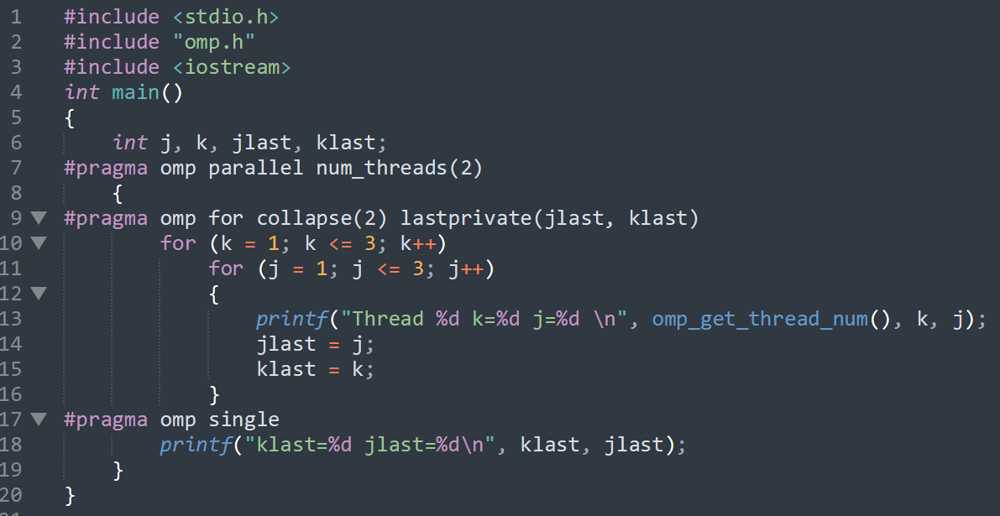 1 #include <stdio.h>
2 #include "omp.h"
3 #include <iostream>
4 int main()
5 {
6     int j, k, jlast, klast;
7 #pragma omp parallel num_threads(2)
8     {
9 #pragma omp for collapse(2) lastprivate(jlast, klast)
10         for (k = 1; k <= 3; k++)
11             for (j = 1; j <= 3; j++)
12             {
13                 printf("Thread %d k=%d j=%d \n", omp_get_thread_num(), k, j);
14                 jlast = j;
15                 klast = k;
16             }
17 #pragma omp single
18         printf("klast=%d jlast=%d\n", klast, jlast);
19     }
20 }